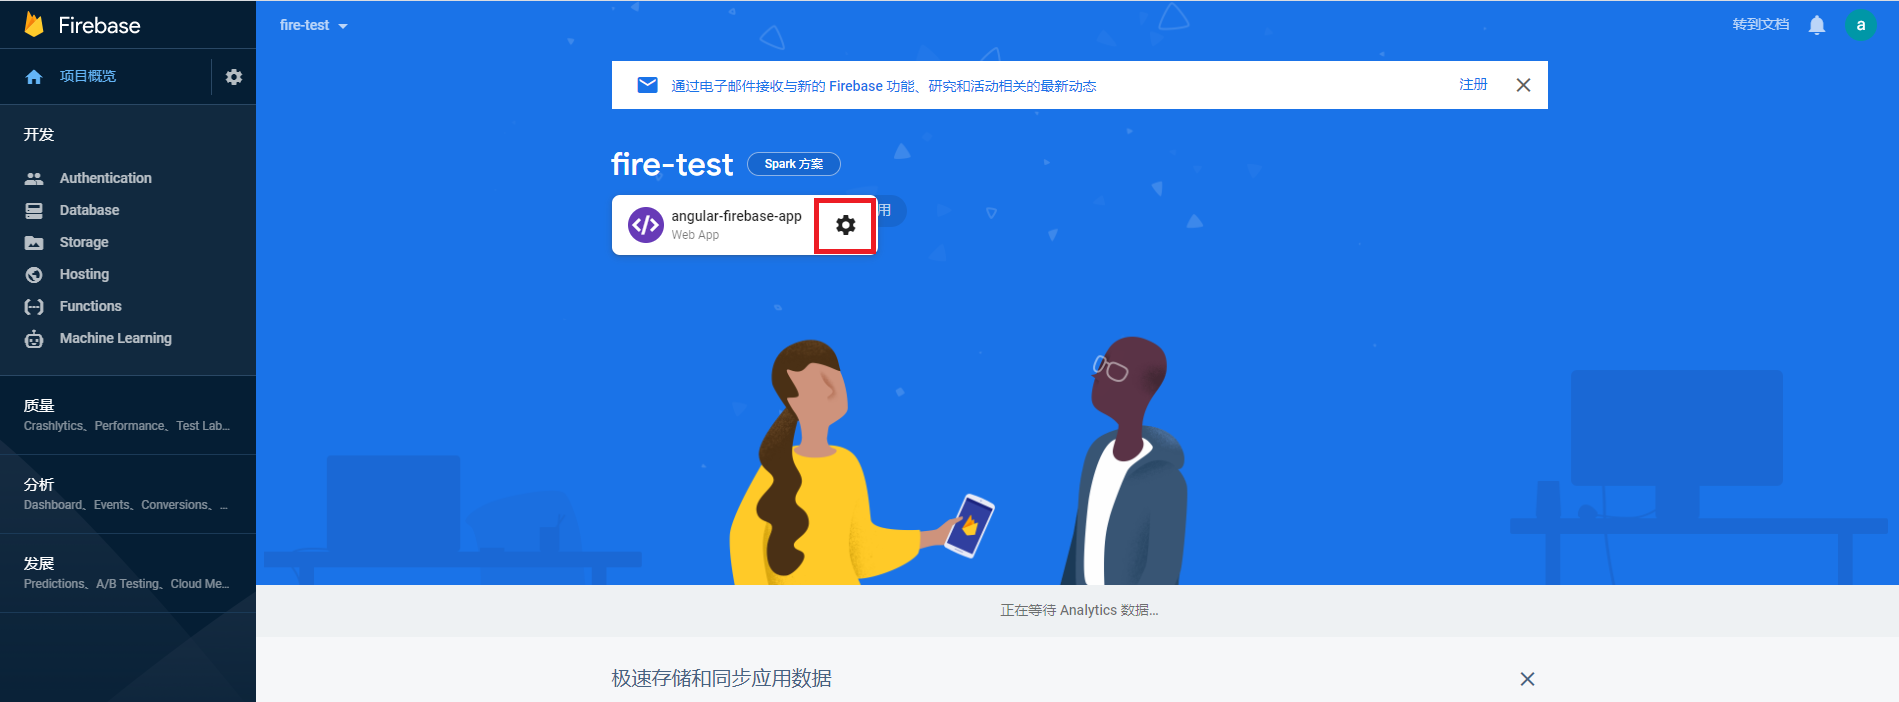 Firebase
fire-test
转到文档
a
项目概览
通过电子邮件接收与新的 Firebase 功能、研究和活动相关的最新动态
注册
开发
Authentication
Database
Storage
Hosting
Functions
Machine Learning
质量
Crashlytics、Performance、Test Lab...
分析
Dashboard、Events、Conversions、...
发展
Predictions、A/B Testing、Cloud Me...
fire-test
Spark 方案
angular-firebase-app
Web App
用
正在等待 Analytics 数据...
极速存储和同步应用数据